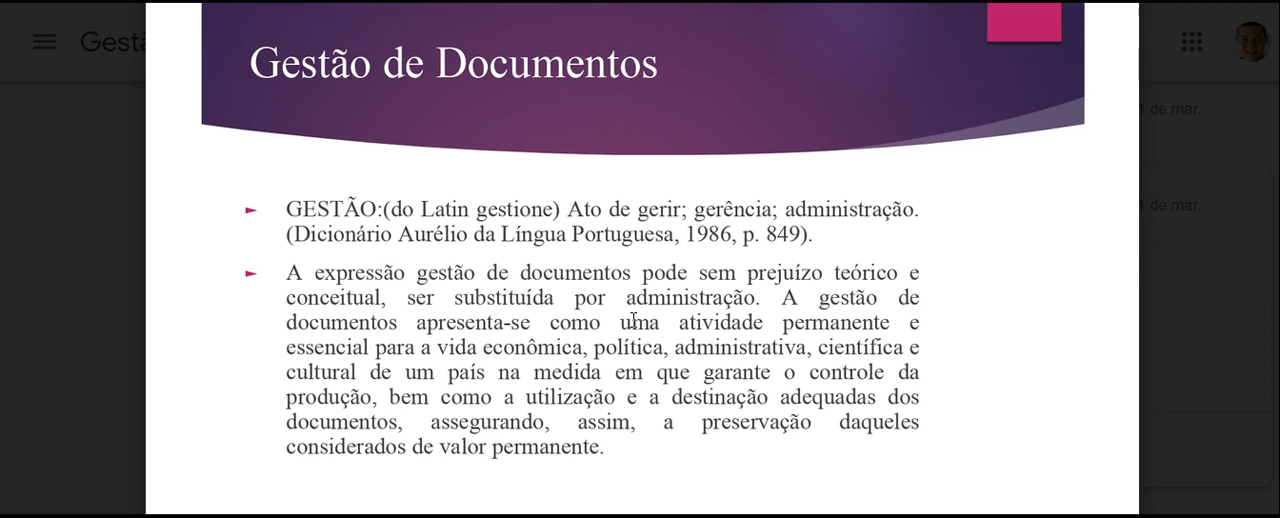 Gestã
Gestão de Documentos
1 de mar.
1 de mar.
► GESTÃO:(do Latin gestione) Ato de gerir; gerência; administração.
(Dicionário Aurélio da Língua Portuguesa, 1986, p. 849).
► A expressão gestão de documentos pode sem prejuízo teórico e
conceitual, ser substituída por administração. A gestão de
documentos apresenta-se como uma atividade permanente e
essencial para a vida econômica, política, administrativa, científica e
cultural de um país na medida em que garante o controle da
produção, bem como a utilização e a destinação adequadas dos
documentos, assegurando, assim, a preservação daqueles
considerados de valor permanente.